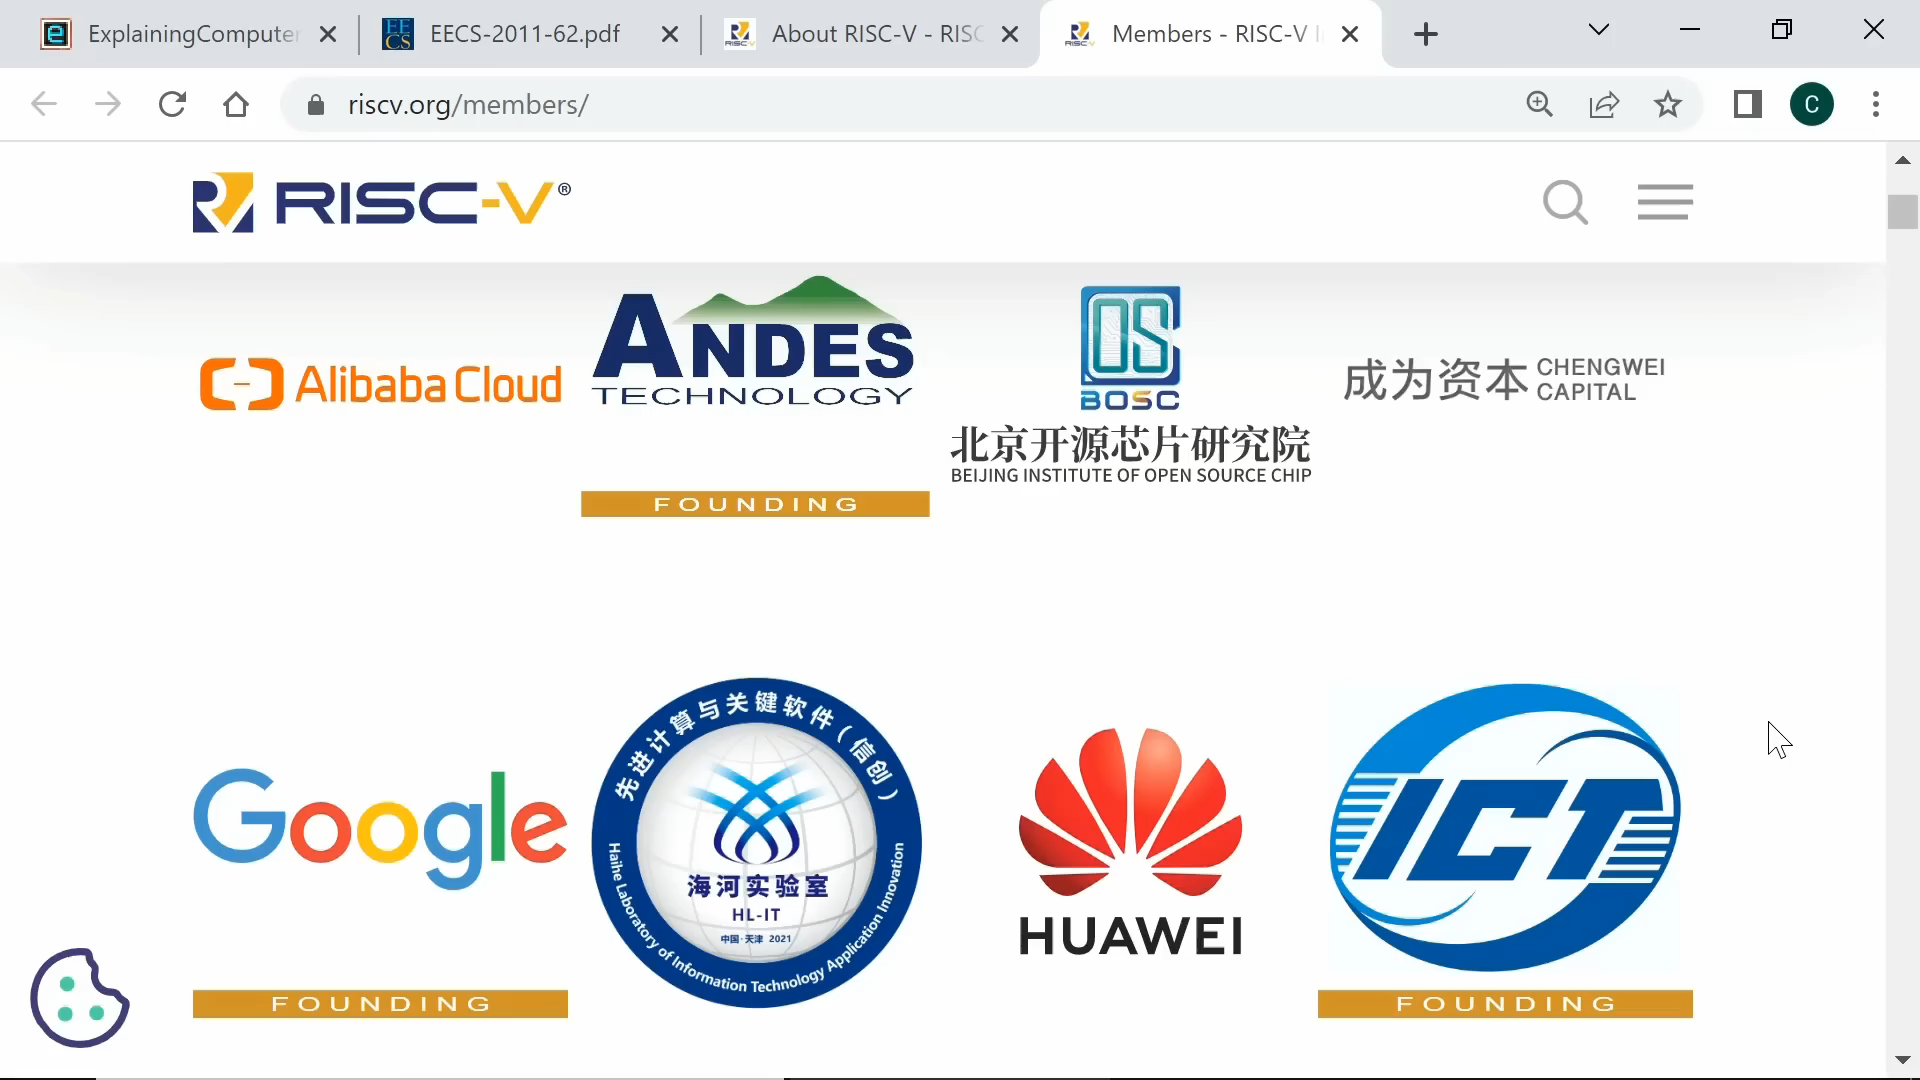 ExplainingComputer
EECS-2011-62.pdf
About RISC-V - RISC
Members - RISC-V I
riscv.org/members/
C
RISC-V®
Alibaba Cloud
ANDES
TECHNOLOGY
FOUNDING
OS
BOSC
北京开源芯片研究院
BEIJING INSTITUTE OF OPEN SOURCE CHIP
成为资本 CHENGWEI
CAPITAL
Google
FOUNDING
先进计算与关键软件(信创)
海河实验室
HL-IT
中国·天津 2021
Haihe Laboratory of Information Technology Application Innovation
HUAWEI
ICT
FOUNDING